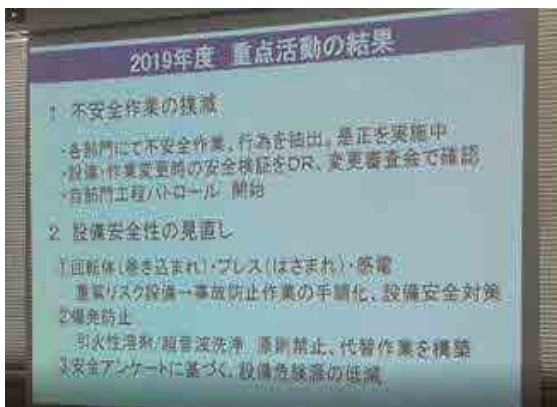 2019年度 重点活動の結果
1 不安全作業の撲滅
・各部門にて不安全作業、行為を抽出。是正を実施中
・設備・作業変更時の安全検証をDR、変更審査会で確認
・自部門工程パトロール 開始
2 設備安全性の見直し
1.回転体(巻き込まれ)・プレス(はさまれ)・感電
重篤リスク設備→事故防止作業の手順化、設備安全対策
2.爆発防止
引火性溶剤/超音波洗浄 原則禁止、代替作業を構築
3.安全アンケートに基づく、設備危険源の低減